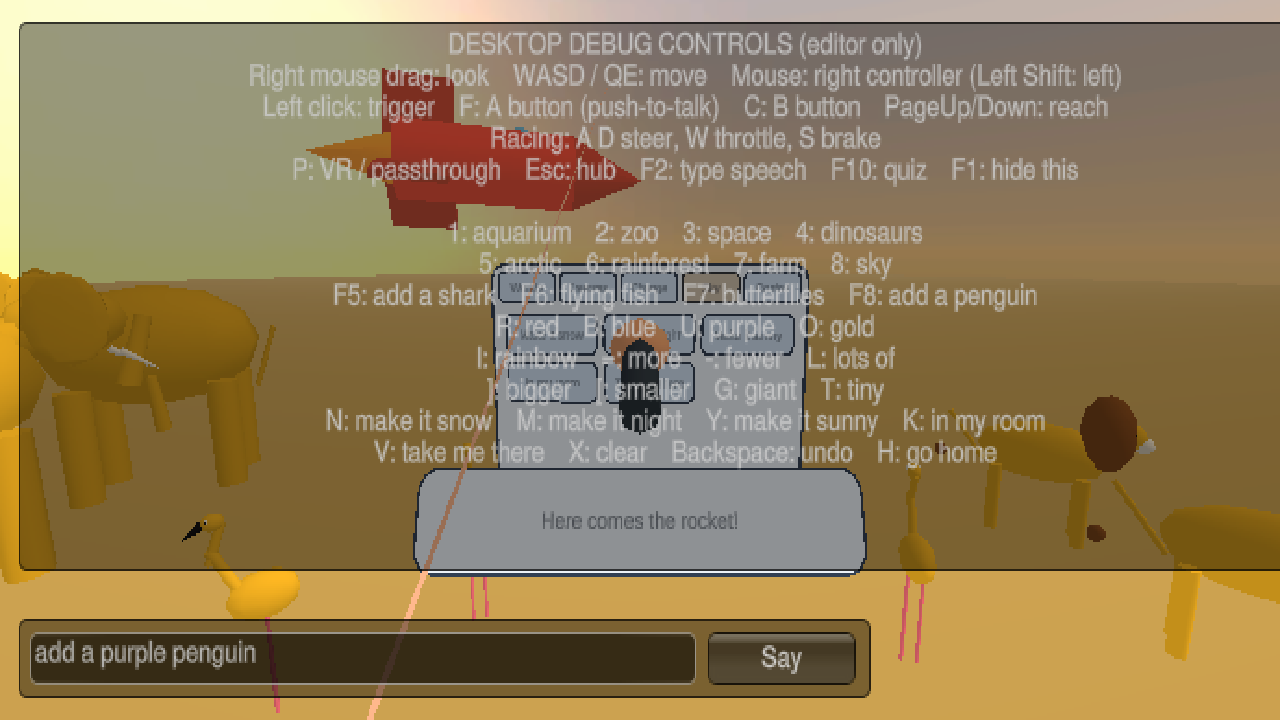 DESKTOP DEBUG CONTROLS (editor only)
Right mouse drag: look WASD / QE: move Mouse: right controller (Left Shift: left)
Left click: trigger F: A button (push-to-talk) C: B button PageUp/Down: reach
Racing: A D steer, W throttle, S brake
P: VR / passthrough Esc: hub F2: type speech F10: quiz F1: hide this
1: aquarium 2: zoo 3: space 4: dinosaurs
5: arctic 6: rainforest 7: farm 8: sky
F5: add a shark F6: flying fish F7: butterflies F8: add a penguin
R: red B: blue U: purple O: gold
I: rainbow =: more -: fewer L: lots of
]: bigger [: smaller G: giant T: tiny
N: make it snow M: make it night Y: make it sunny K: in my room
V: take me there X: clear Backspace: undo H: go home
Here comes the rocket!
add a purple penguin
Say